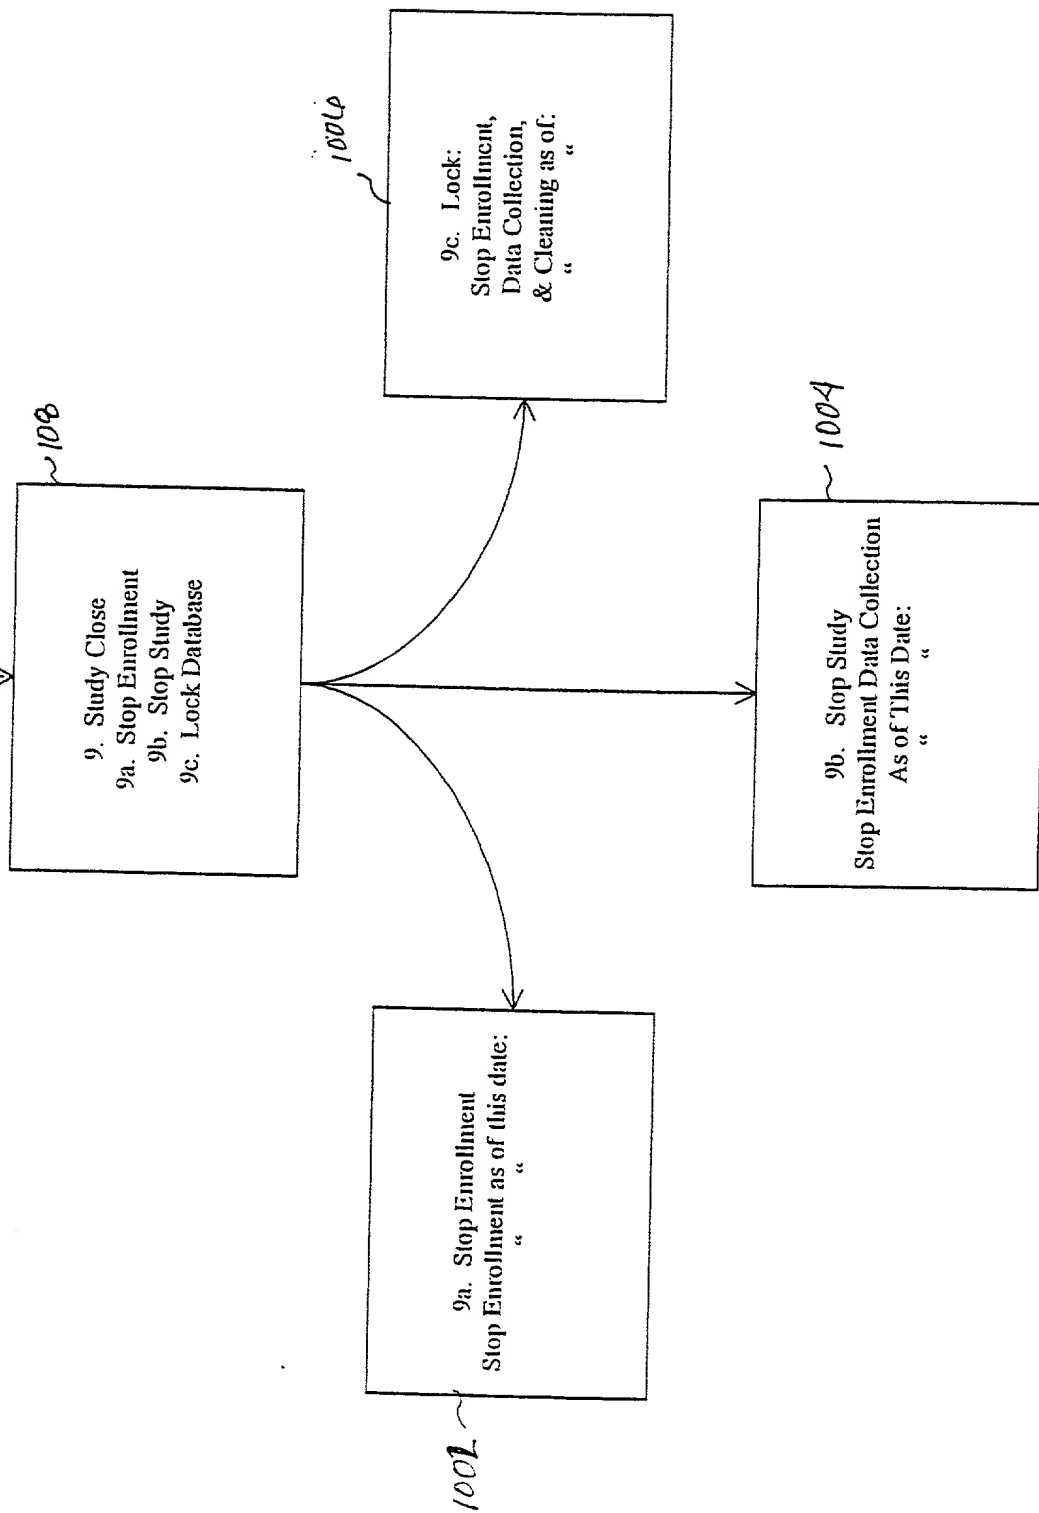 108
9. Study Close
9a. Stop Enrollment
9b. Stop Study
9c. Lock Database
1002
9a. Stop Enrollment
Stop Enrollment as of this date:
“ “
1004
9b. Stop Study
Stop Enrollment Data Collection
As of This Date:
“ “
1006
9c. Lock:
Stop Enrollment,
Data Collection,
& Cleaning as of:
“ “